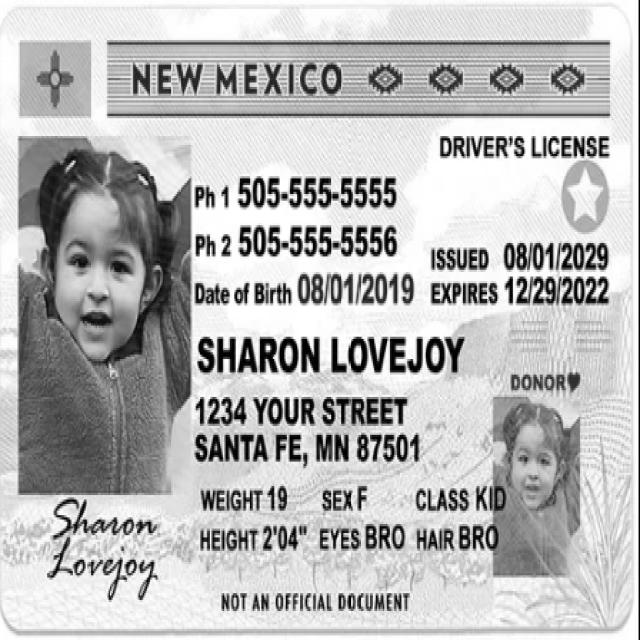 NEW MEXICO
DRIVER'S LICENSE
Ph 1 505-555-5555
Ph 2 505-555-5556
ISSUED 08/01/2029
Date of Birth 08/01/2019 EXPIRES 12/29/2022
SHARON LOVEJOY
DONOR♥
1234 YOUR STREET
SANTA FE, MN 87501
WEIGHT 19 SEX F CLASS KID
HEIGHT 2'04" EYES BRO HAIR BRO
Sharon
Lovejoy
NOT AN OFFICIAL DOCUMENT